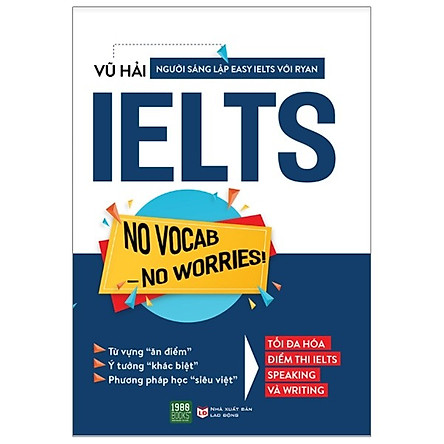 VŨ HẢI
NGƯỜI SÁNG LẬP EASY IELTS VỚI RYAN
IELTS
NO VOCAB
– NO WORRIES!
Từ vựng “ăn điểm”
Ý tưởng “khác biệt”
Phương pháp học “siêu việt”
TỐI ĐA HÓA
ĐIỂM THI IELTS
SPEAKING
VÀ WRITING
1980
BOOKS
NHÀ XUẤT BẢN
LAO ĐỘNG